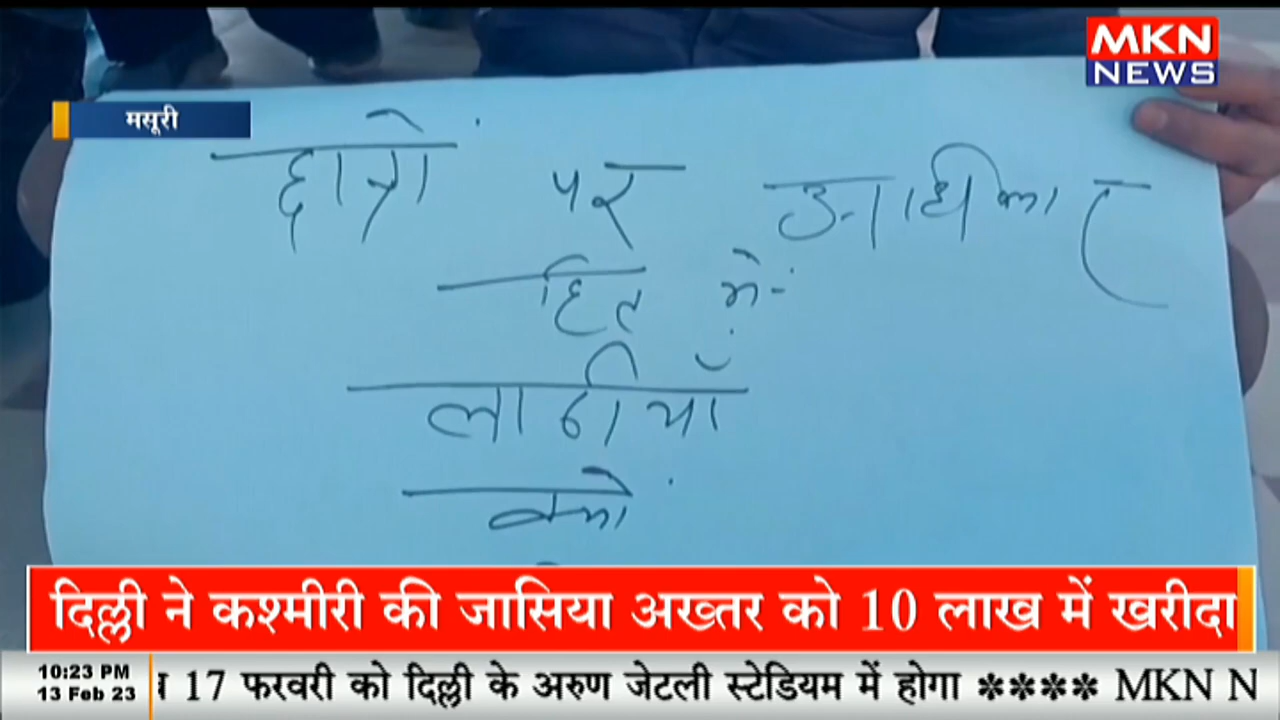 MKN
NEWS
मसूरी
छात्रों पर अधिकार
हित में
लाठीयाँ
क्यों
दिल्ली ने कश्मीरी की जासिया अख्तर को 10 लाख में खरीदा
10:23 PM
13 Feb 23
17 फरवरी को दिल्ली के अरुण जेटली स्टेडियम में होगा **** MKN N